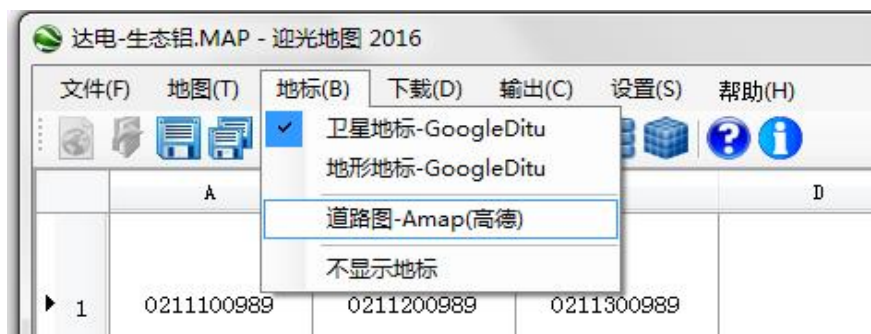 达电-生态铝.MAP - 迎光地图 2016
文件(F) 地图(T) 地标(B) 下载(D) 输出(C) 设置(S) 帮助(H)
卫星地标-GoogleDitu
地形地标-GoogleDitu
道路图-Amap(高德)
不显示地标
A D
1 0211100989 0211200989 0211300989